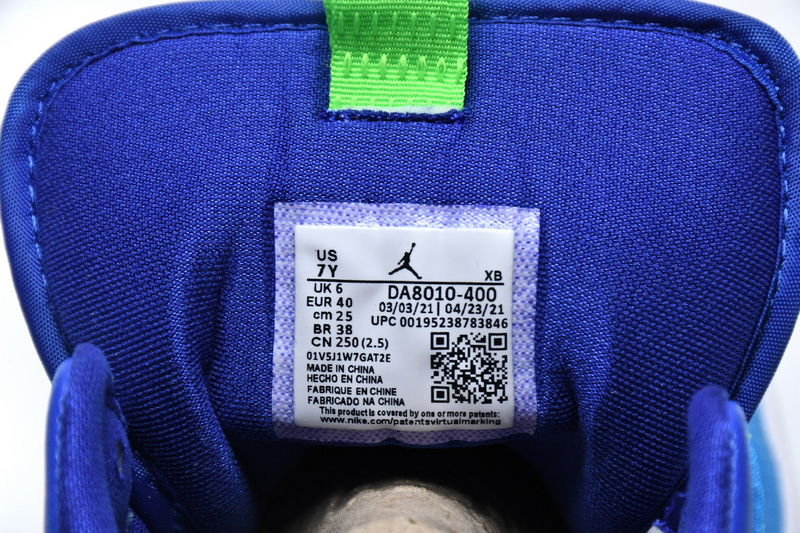 US
7Y
XB
UK 6
EUR 40
cm 25
BR 38
CN 250 (2.5)
DA8010-400
03/03/21 | 04/23/21
UPC 00195238783846
01V5J1W7GAT2E
MADE IN CHINA
HECHO EN CHINA
FABRIQUE EN CHINE
FABRICADO NA CHINA
This product is covered by one or more patents:
www.nike.com/patentsvirtualmarking